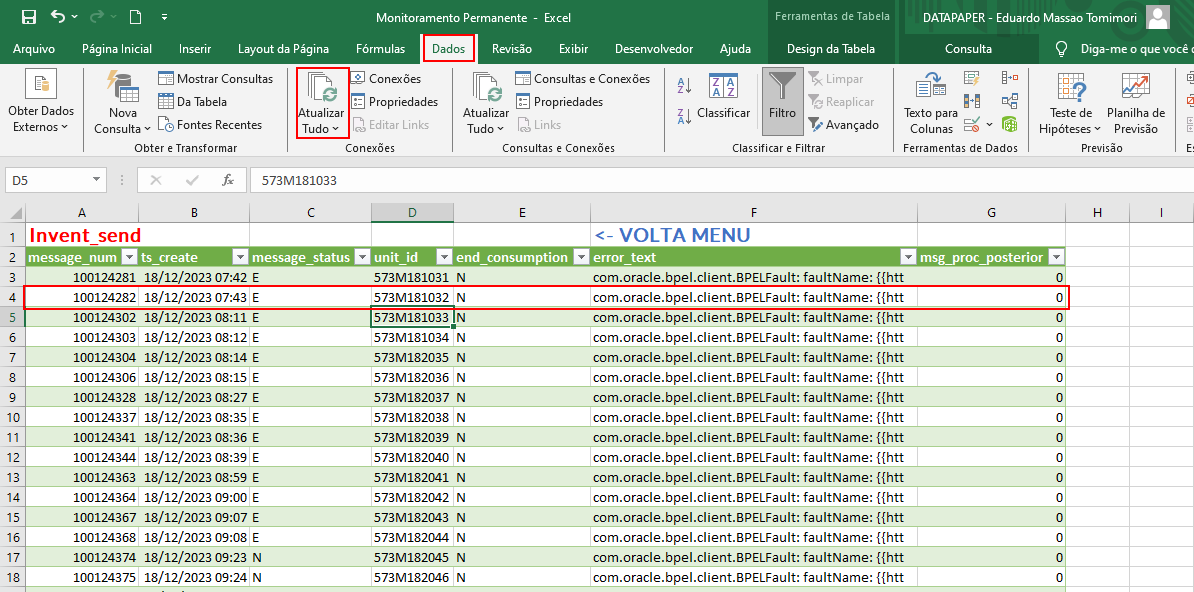 Monitoramento Permanente - Excel
Ferramentas de Tabela
DATAPAPER - Eduardo Massao Tomimori
Arquivo Página Inicial Inserir Layout da Página Fórmulas Dados Revisão Exibir Desenvolvedor Ajuda Design da Tabela Consulta Diga-me o que você
Obter Dados Externos
Nova Consulta
Mostrar Consultas
Da Tabela
Fontes Recentes
Obter e Transformar
Atualizar Tudo
Conexões
Propriedades
Editar Links
Conexões
Atualizar Tudo
Consultas e Conexões
Propriedades
Links
Consultas e Conexões
Classificar
Filtro
Limpar
Reaplicar
Avançado
Classificar e Filtrar
Texto para Colunas
Ferramentas de Dados
Teste de Hipóteses
Planilha de Previsão
Previsão
D5 fx 573M181033
A B C D E F G H I
1 Invent_send <- VOLTA MENU
2 message_num ts_create message_status unit_id end_consumption error_text msg_proc_posterior
3 100124281 18/12/2023 07:42 E 573M181031 N com.oracle.bpel.client.BPELFault: faultName: {{htt 0
4 100124282 18/12/2023 07:43 E 573M181032 N com.oracle.bpel.client.BPELFault: faultName: {{htt 0
5 100124302 18/12/2023 08:11 E 573M181033 N com.oracle.bpel.client.BPELFault: faultName: {{htt 0
6 100124303 18/12/2023 08:12 E 573M181034 N com.oracle.bpel.client.BPELFault: faultName: {{htt 0
7 100124304 18/12/2023 08:14 E 573M182035 N com.oracle.bpel.client.BPELFault: faultName: {{htt 0
8 100124306 18/12/2023 08:15 E 573M182036 N com.oracle.bpel.client.BPELFault: faultName: {{htt 0
9 100124328 18/12/2023 08:27 E 573M182037 N com.oracle.bpel.client.BPELFault: faultName: {{htt 0
10 100124337 18/12/2023 08:35 E 573M182038 N com.oracle.bpel.client.BPELFault: faultName: {{htt 0
11 100124341 18/12/2023 08:36 E 573M182039 N com.oracle.bpel.client.BPELFault: faultName: {{htt 0
12 100124344 18/12/2023 08:39 E 573M182040 N com.oracle.bpel.client.BPELFault: faultName: {{htt 0
13 100124363 18/12/2023 08:59 E 573M182041 N com.oracle.bpel.client.BPELFault: faultName: {{htt 0
14 100124364 18/12/2023 09:00 E 573M182042 N com.oracle.bpel.client.BPELFault: faultName: {{htt 0
15 100124367 18/12/2023 09:07 E 573M182043 N com.oracle.bpel.client.BPELFault: faultName: {{htt 0
16 100124368 18/12/2023 09:08 E 573M182044 N com.oracle.bpel.client.BPELFault: faultName: {{htt 0
17 100124374 18/12/2023 09:23 N 573M182045 N com.oracle.bpel.client.BPELFault: faultName: {{htt 0
18 100124375 18/12/2023 09:24 N 573M182046 N com.oracle.bpel.client.BPELFault: faultName: {{htt 0